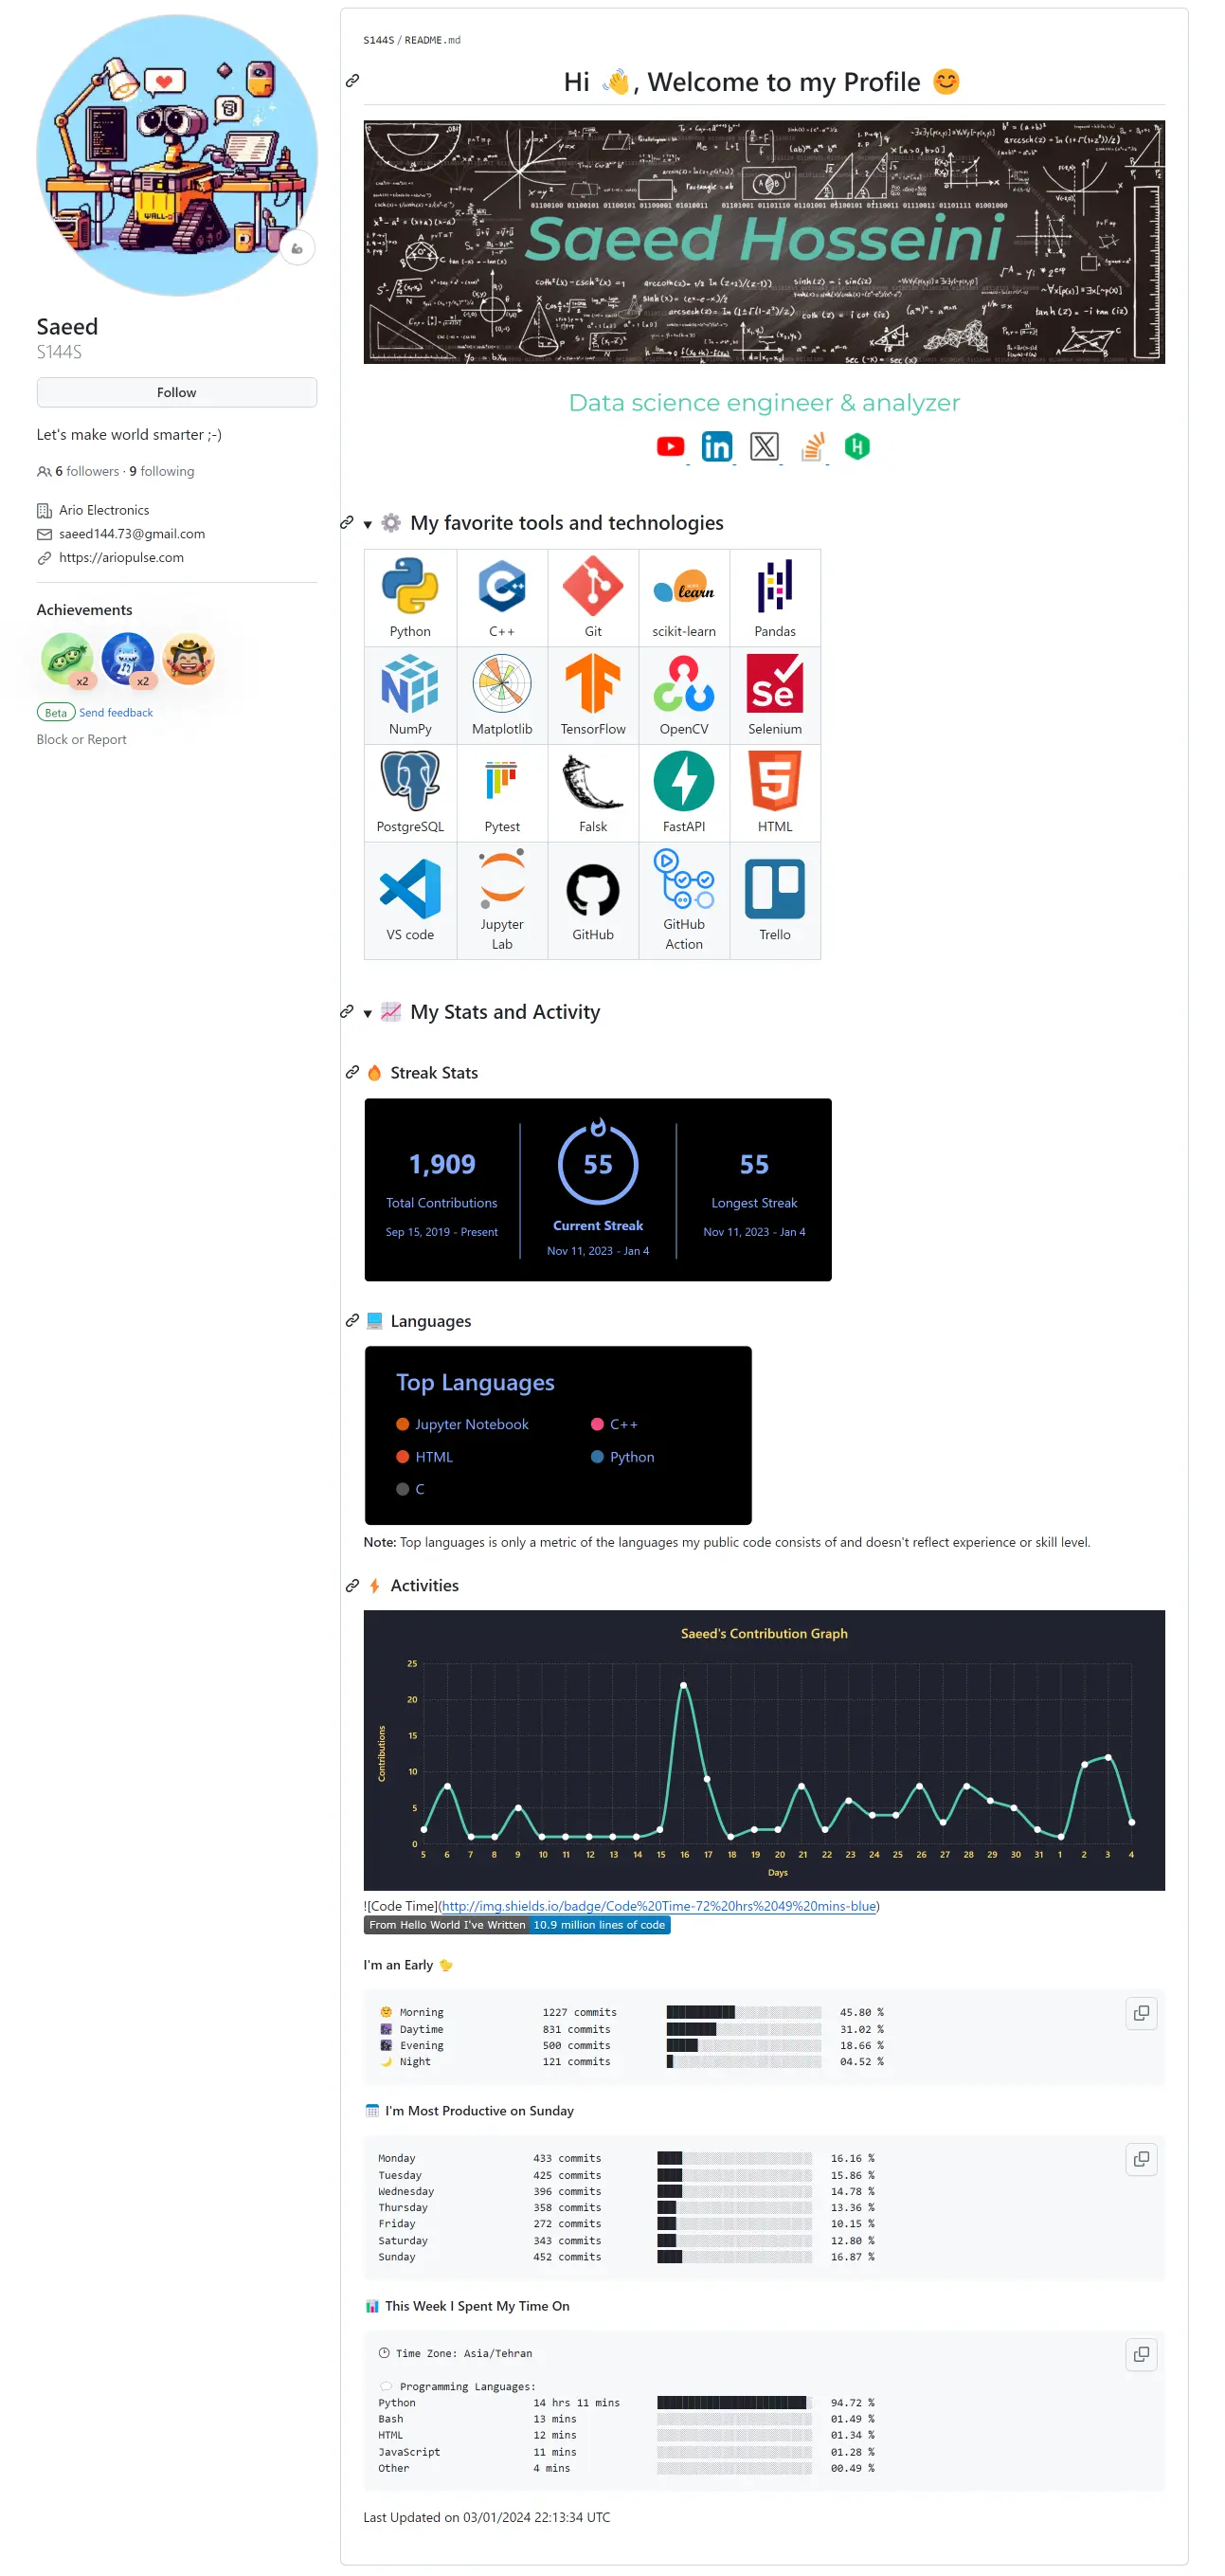 WALL-S
Saeed
S144S
Follow
Let's make world smarter ;-)
6 followers · 9 following
Ario Electronics
saeed144.73@gmail.com
https://ariopulse.com
Achievements
x2
x2
Beta Send feedback
Block or Report
S144S / README.md
Hi 👋, Welcome to my Profile 😊
Saeed Hosseini
Data science engineer & analyzer
My favorite tools and technologies
learn
Python C++ Git scikit-learn Pandas
Se
NumPy Matplotlib TensorFlow OpenCV Selenium
PostgreSQL Pytest Falsk FastAPI HTML
VS code Jupyter Lab GitHub GitHub Action Trello
My Stats and Activity
Streak Stats
1,909
Total Contributions
Sep 15, 2019 - Present
55
Current Streak
Nov 11, 2023 - Jan 4
55
Longest Streak
Nov 11, 2023 - Jan 4
Languages
Top Languages
Jupyter Notebook C++
HTML Python
C
Note: Top languages is only a metric of the languages my public code consists of and doesn't reflect experience or skill level.
Activities
Saeed's Contribution Graph
25
20
15
10
5
0
Contributions
5 6 7 8 9 10 11 12 13 14 15 16 17 18 19 20 21 22 23 24 25 26 27 28 29 30 31 1 2 3 4
Days
![Code Time](http://img.shields.io/badge/Code%20Time-72%20hrs%2049%20mins-blue)
From Hello World I've Written 10.9 million lines of code
I'm an Early 🐤
Morning 1227 commits 45.80 %
Daytime 831 commits 31.02 %
Evening 500 commits 18.66 %
Night 121 commits 04.52 %
I'm Most Productive on Sunday
Monday 433 commits 16.16 %
Tuesday 425 commits 15.86 %
Wednesday 396 commits 14.78 %
Thursday 358 commits 13.36 %
Friday 272 commits 10.15 %
Saturday 343 commits 12.80 %
Sunday 452 commits 16.87 %
This Week I Spent My Time On
Time Zone: Asia/Tehran
Programming Languages:
Python 14 hrs 11 mins 94.72 %
Bash 13 mins 01.49 %
HTML 12 mins 01.34 %
JavaScript 11 mins 01.28 %
Other 4 mins 00.49 %
Last Updated on 03/01/2024 22:13:34 UTC